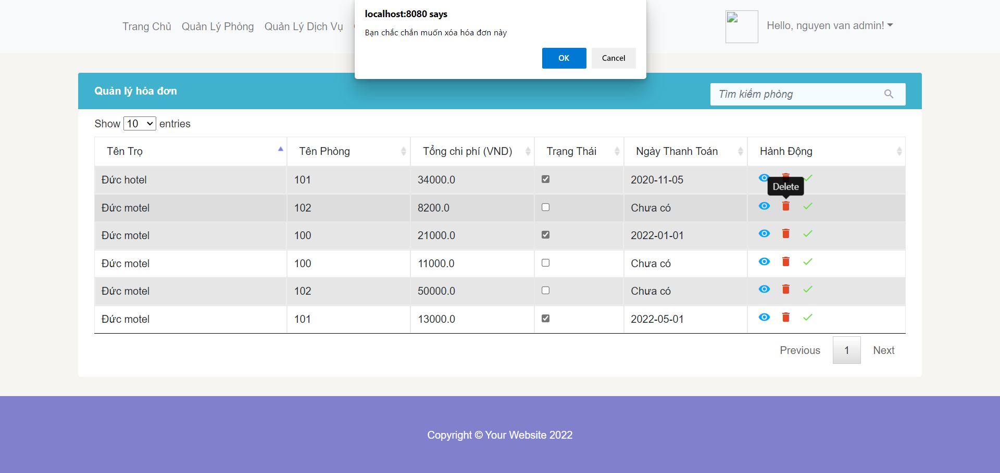 localhost:8080 says
Bạn chắc chắn muốn xóa hóa đơn này
OK Cancel
Trang Chủ Quản Lý Phòng Quản Lý Dịch Vụ Hello, nguyen van admin!
Quản lý hóa đơn Tìm kiếm phòng
Show 10 entries
Tên Trọ Tên Phòng Tổng chi phí (VND) Trạng Thái Ngày Thanh Toán Hành Động
Đức hotel 101 34000.0 2020-11-05
Delete
Đức motel 102 8200.0 Chưa có
Đức motel 100 21000.0 2022-01-01
Đức motel 100 11000.0 Chưa có
Đức motel 102 50000.0 Chưa có
Đức motel 101 13000.0 2022-05-01
Previous 1 Next
Copyright © Your Website 2022